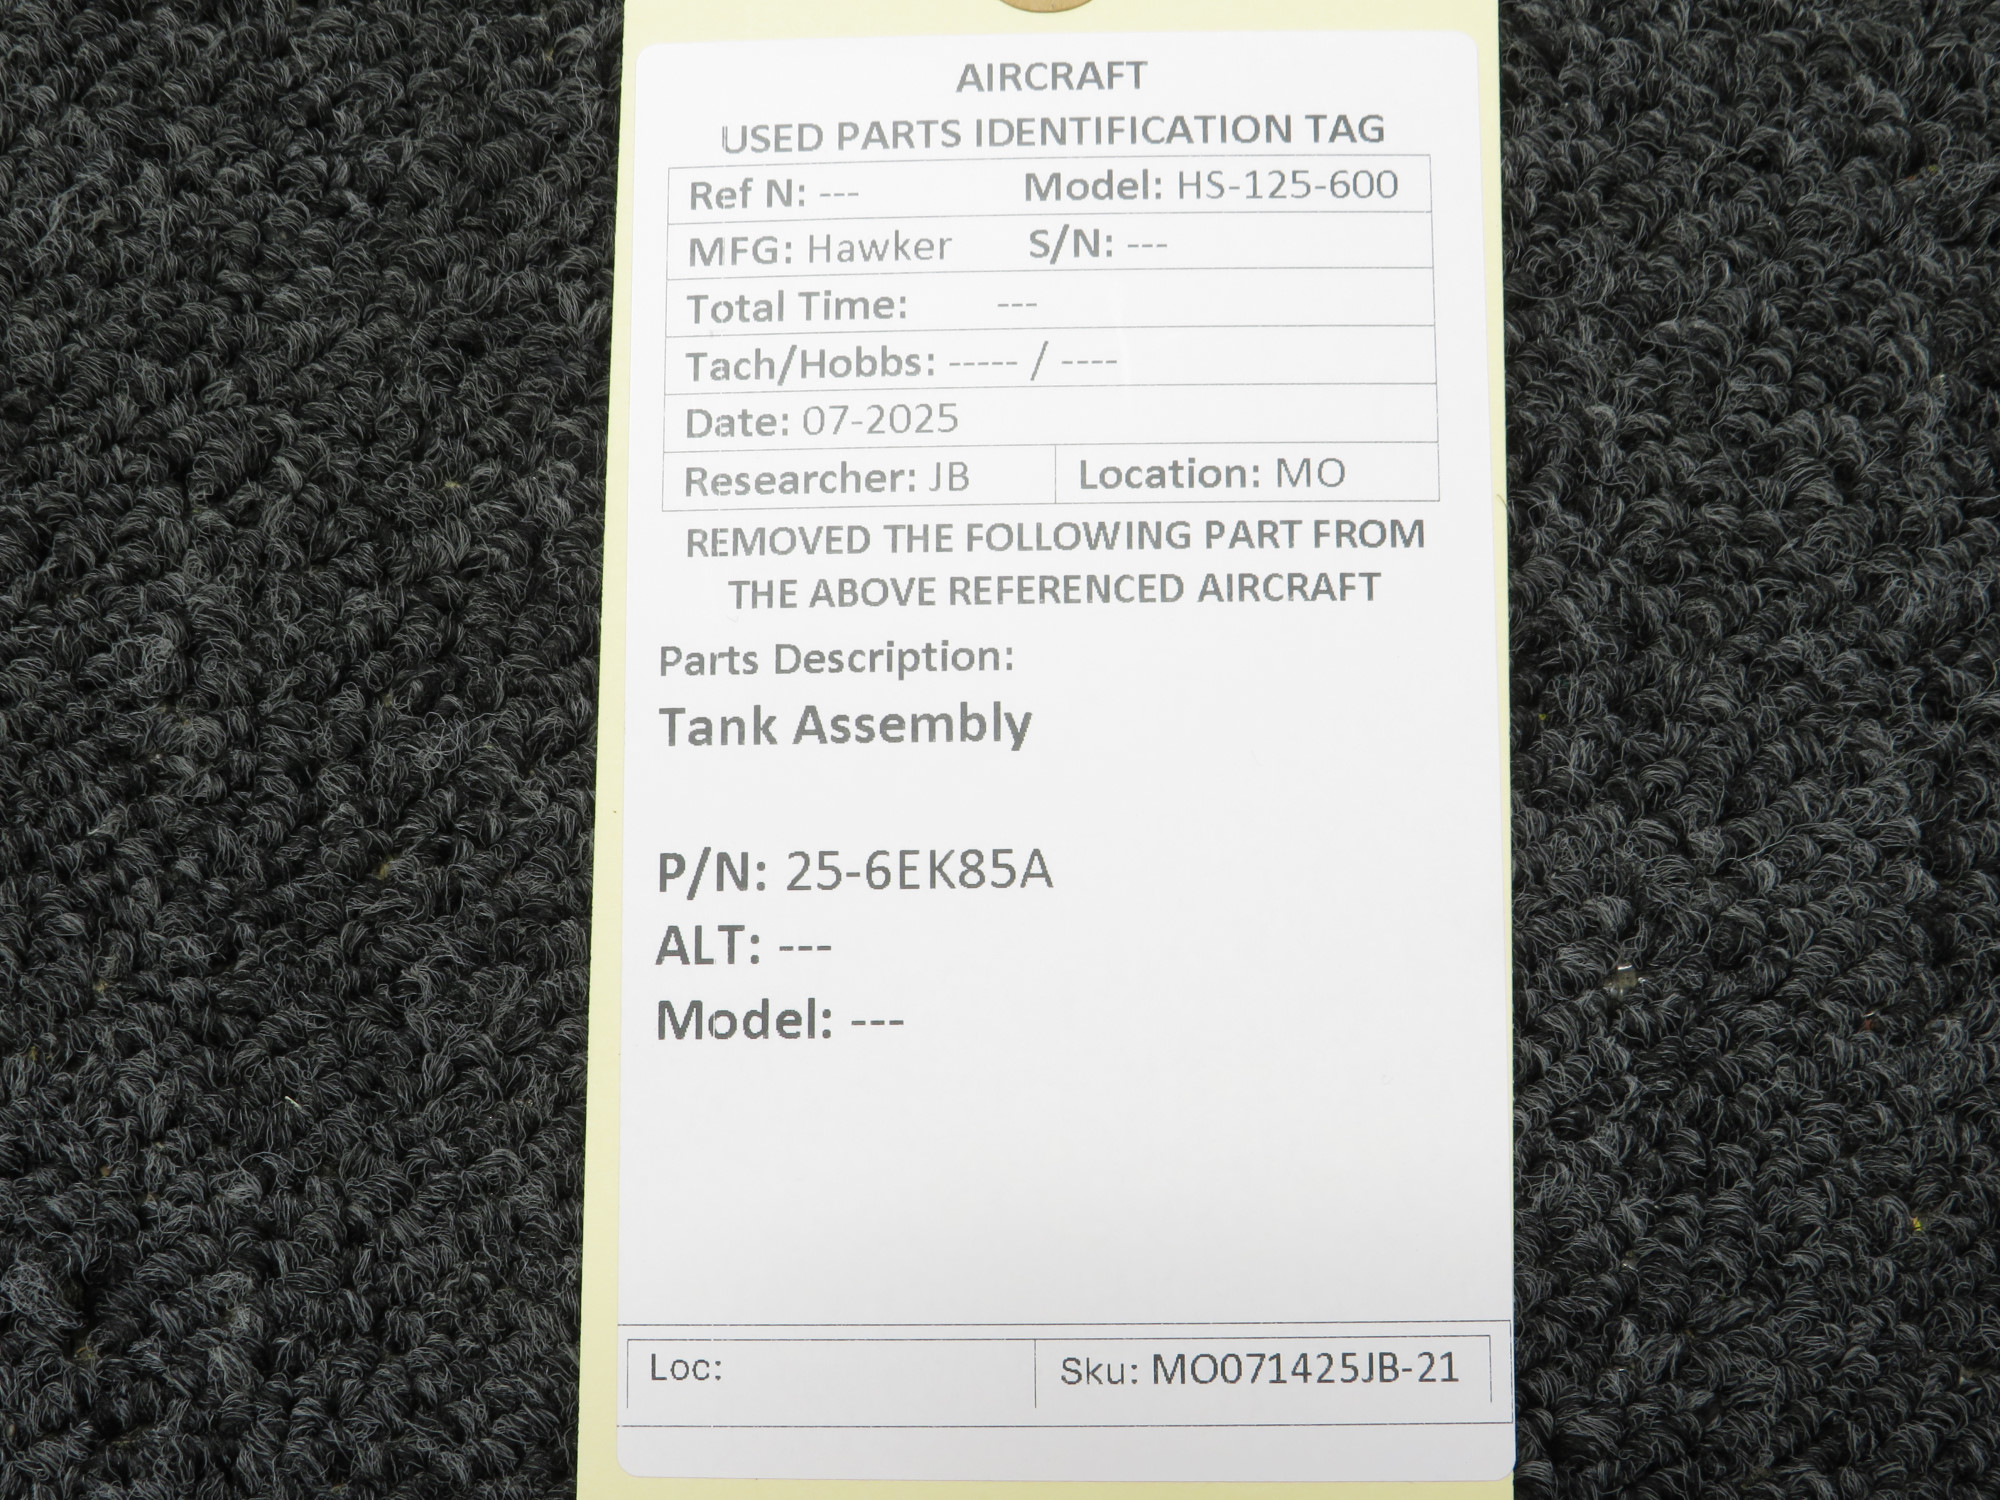 AIRCRAFT
USED PARTS IDENTIFICATION TAG
Ref N: --- Model: HS-125-600
MFG: Hawker S/N: ---
Total Time: ---
Tach/Hobbs: ----- / ----
Date: 07-2025
Researcher: JB Location: MO
REMOVED THE FOLLOWING PART FROM
THE ABOVE REFERENCED AIRCRAFT
Parts Description:
Tank Assembly
P/N: 25-6EK85A
ALT: ---
Model: ---
Loc: Sku: MO071425JB-21